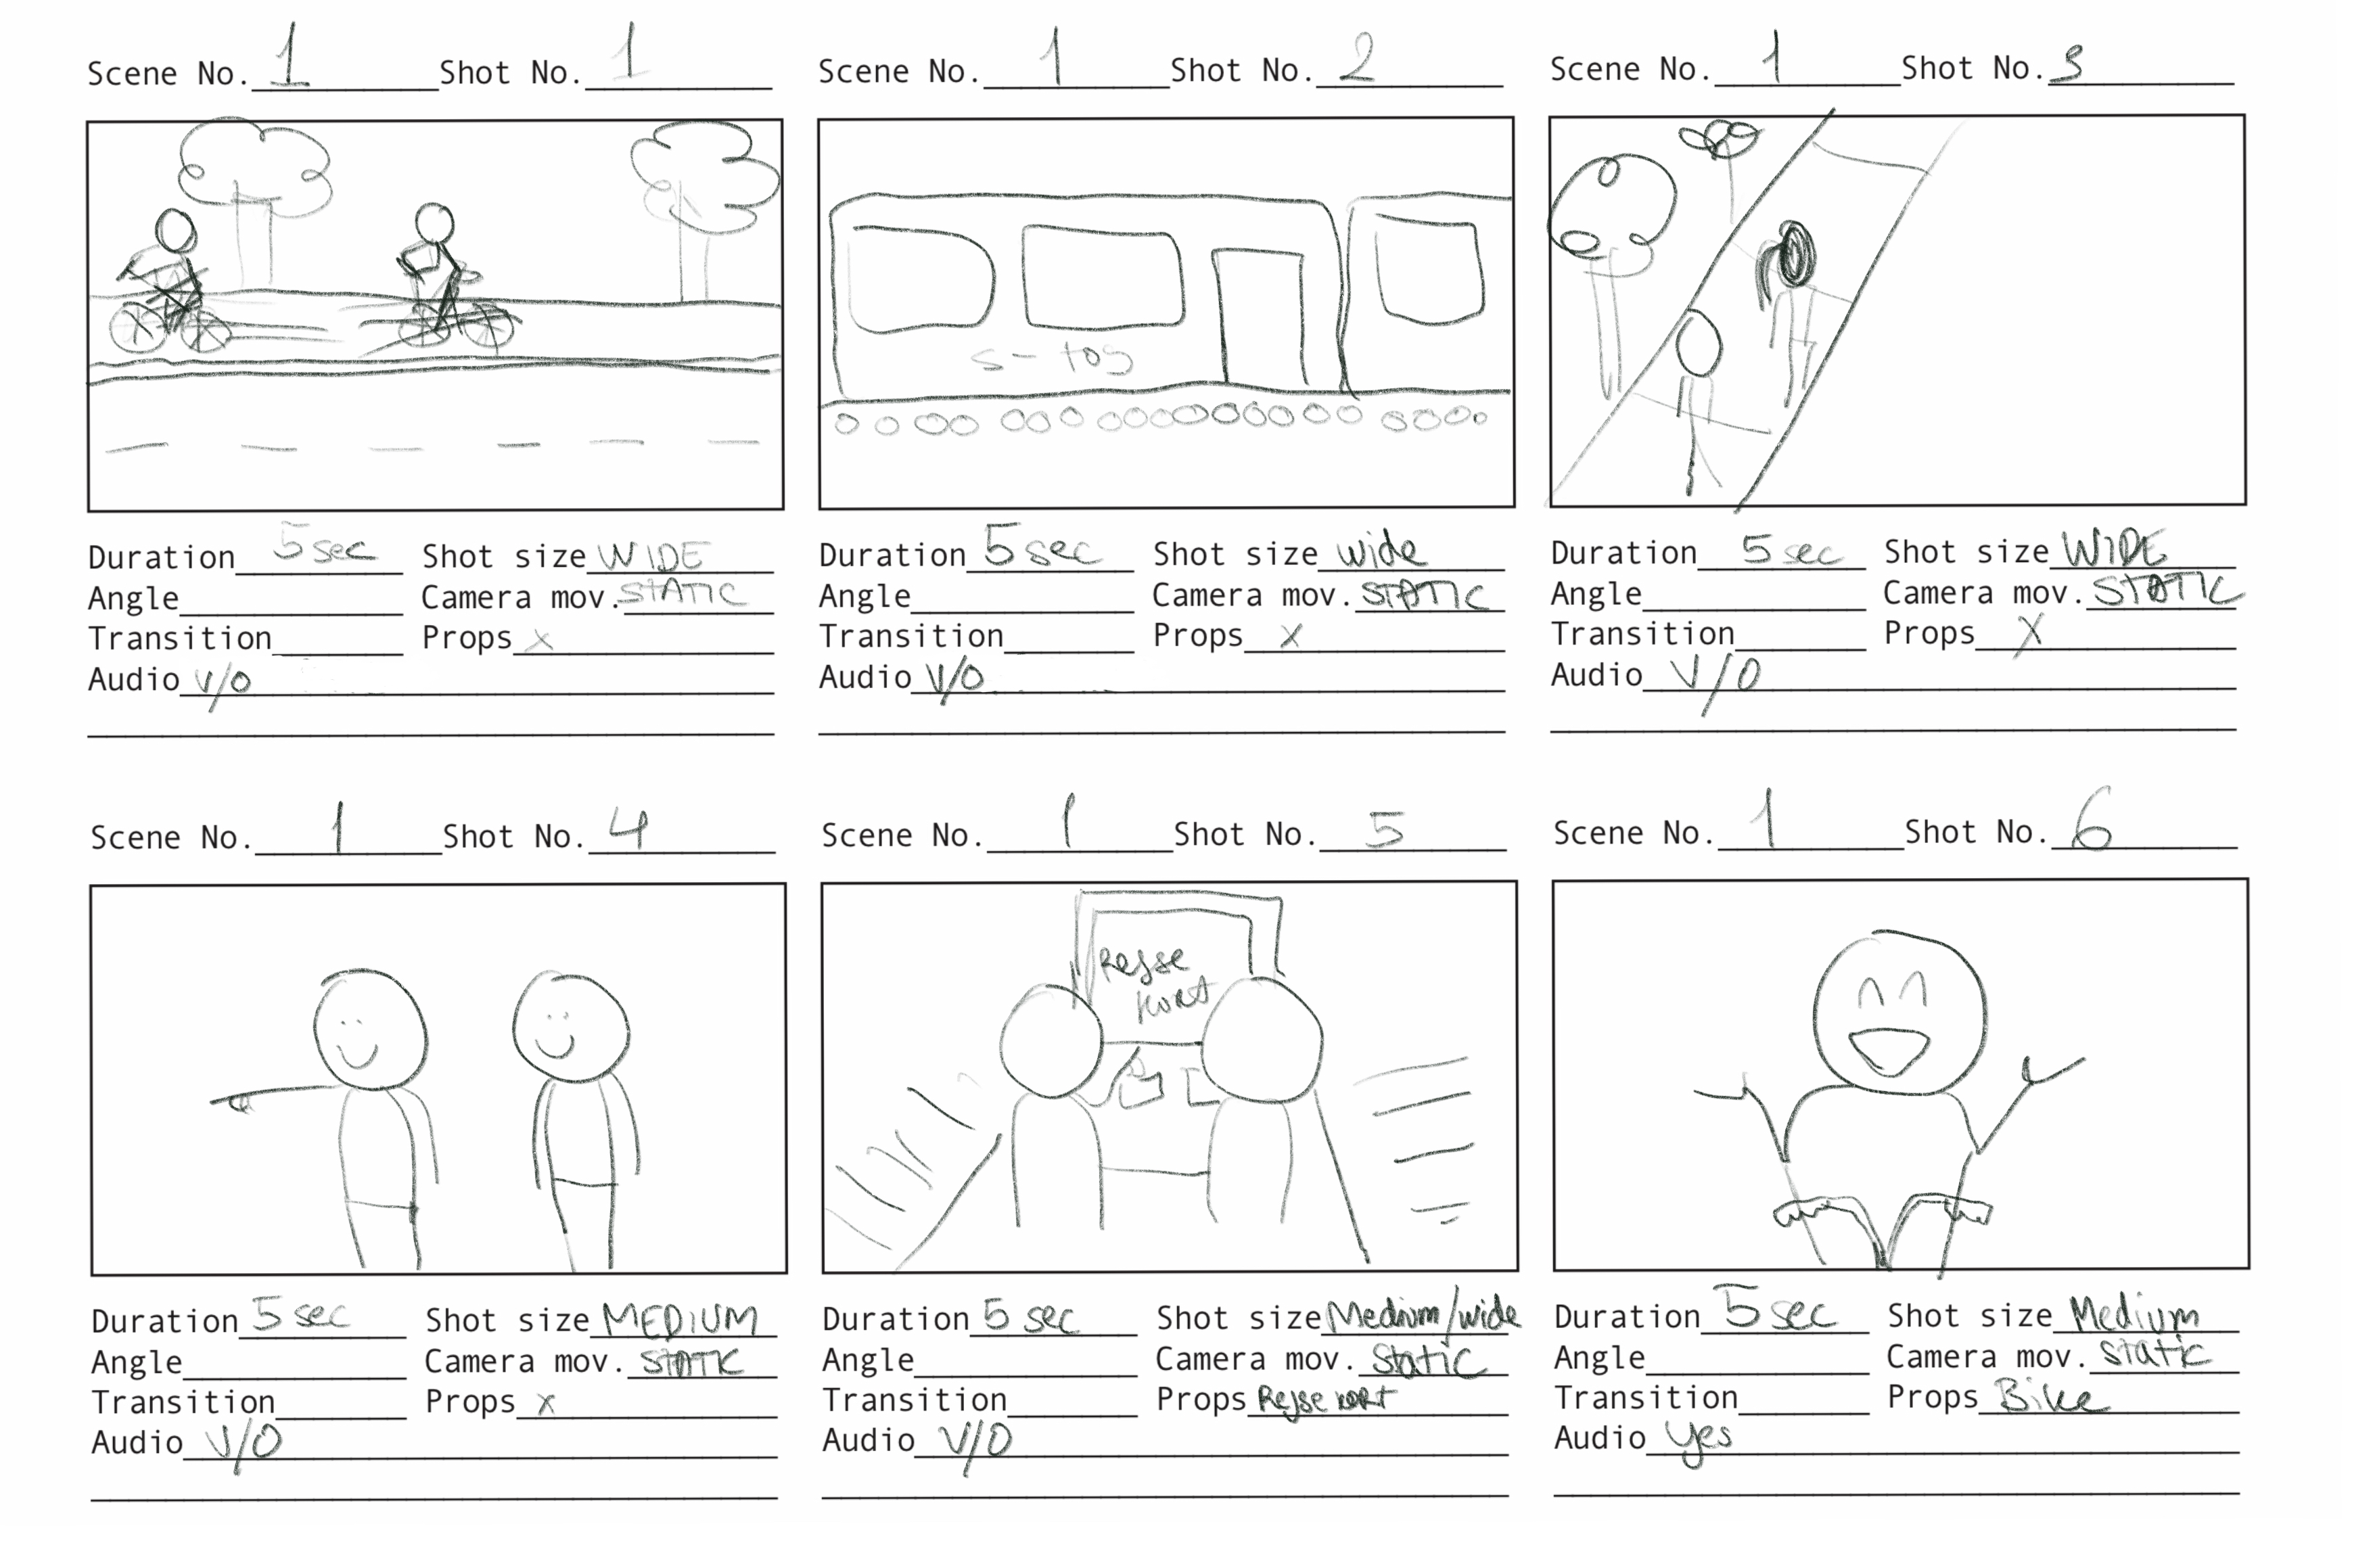 Scene No. 1 Shot No. 1
Duration 5 sec Shot size WIDE
Angle Camera mov. STATIC
Transition Props x
Audio V/O
Scene No. 1 Shot No. 2
s-tog
Duration 5 sec Shot size wide
Angle Camera mov. STATIC
Transition Props x
Audio V/O
Scene No. 1 Shot No. 3
Duration 5 sec Shot size WIDE
Angle Camera mov. STATIC
Transition Props X
Audio V/O
Scene No. 1 Shot No. 4
Duration 5 sec Shot size MEDIUM
Angle Camera mov. STATIC
Transition Props x
Audio V/O
Scene No. 1 Shot No. 5
Rejse
kort
Duration 5 sec Shot size Medium/wide
Angle Camera mov. Static
Transition Props Rejse kort
Audio V/O
Scene No. 1 Shot No. 6
Duration 5 sec Shot size Medium
Angle Camera mov. static
Transition Props Bike
Audio yes